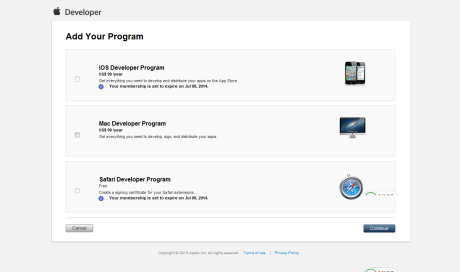 Developer
Add Your Program
iOS Developer Program
US$ 99 /year
Get everything you need to develop and distribute your apps on the App Store.
Your membership is set to expire on Jul 09, 2014.
Mac Developer Program
US$ 99 /year
Get everything you need to develop, sign, and distribute your apps.
Safari Developer Program
Free
Create a signing certificate for your Safari extensions.
Your membership is set to expire on Jul 09, 2014.
Cancel
Continue
Copyright © 2013 Apple Inc. All rights reserved. Terms of Use | Privacy Policy